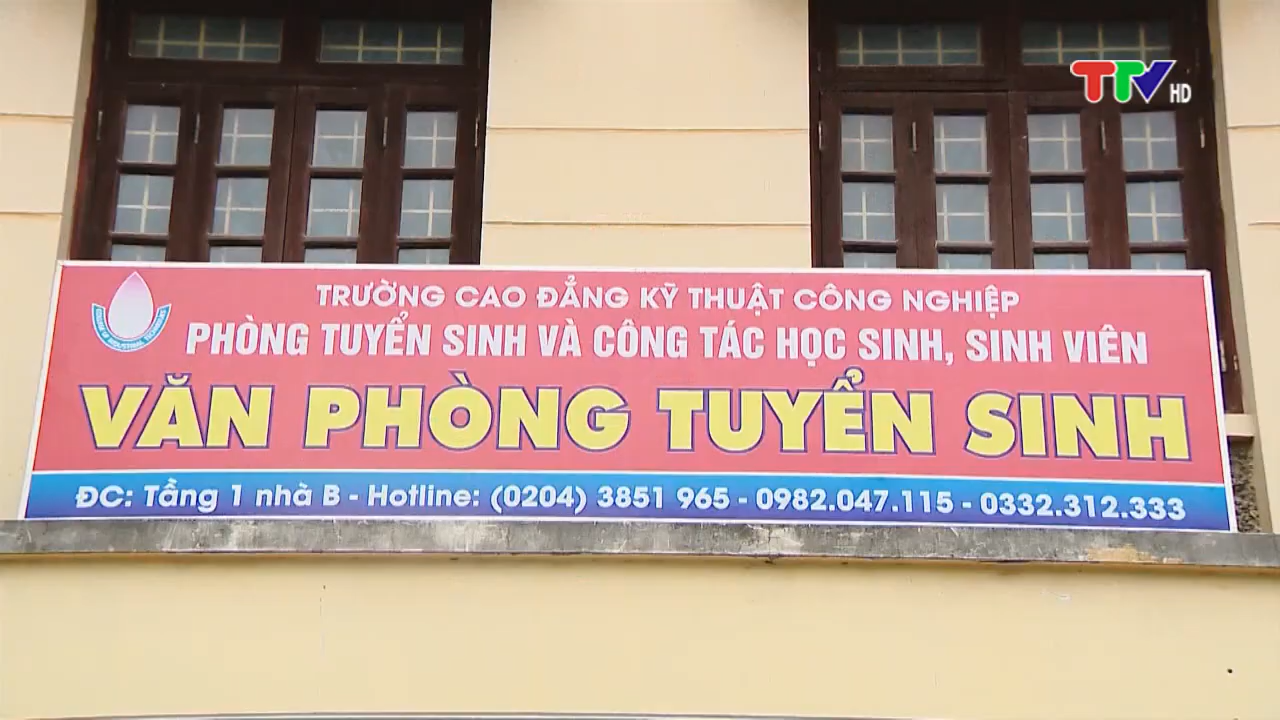 TTV HD
TRƯỜNG CAO ĐẲNG KỸ THUẬT CÔNG NGHIỆP
PHÒNG TUYỂN SINH VÀ CÔNG TÁC HỌC SINH, SINH VIÊN
VĂN PHÒNG TUYỂN SINH
ĐC: Tầng 1 nhà B - Hotline: (0204) 3851 965 - 0982.047.115 - 0332.312.333